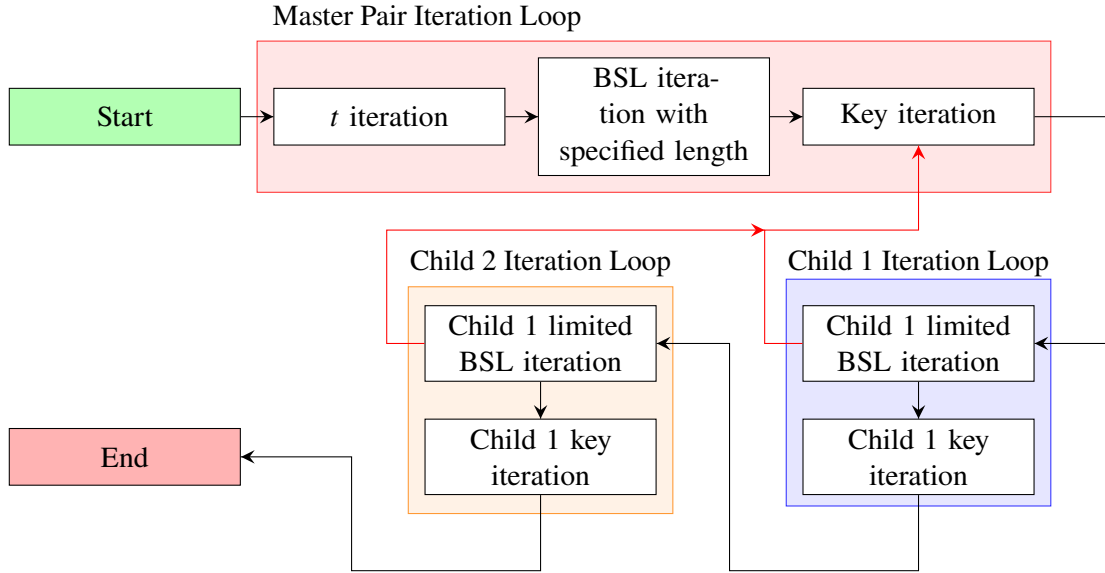 Master Pair Iteration Loop
Start
t iteration
BSL itera-
tion with
specified length
Key iteration
Child 2 Iteration Loop
Child 1 limited
BSL iteration
Child 1 key
iteration
Child 1 Iteration Loop
Child 1 limited
BSL iteration
Child 1 key
iteration
End